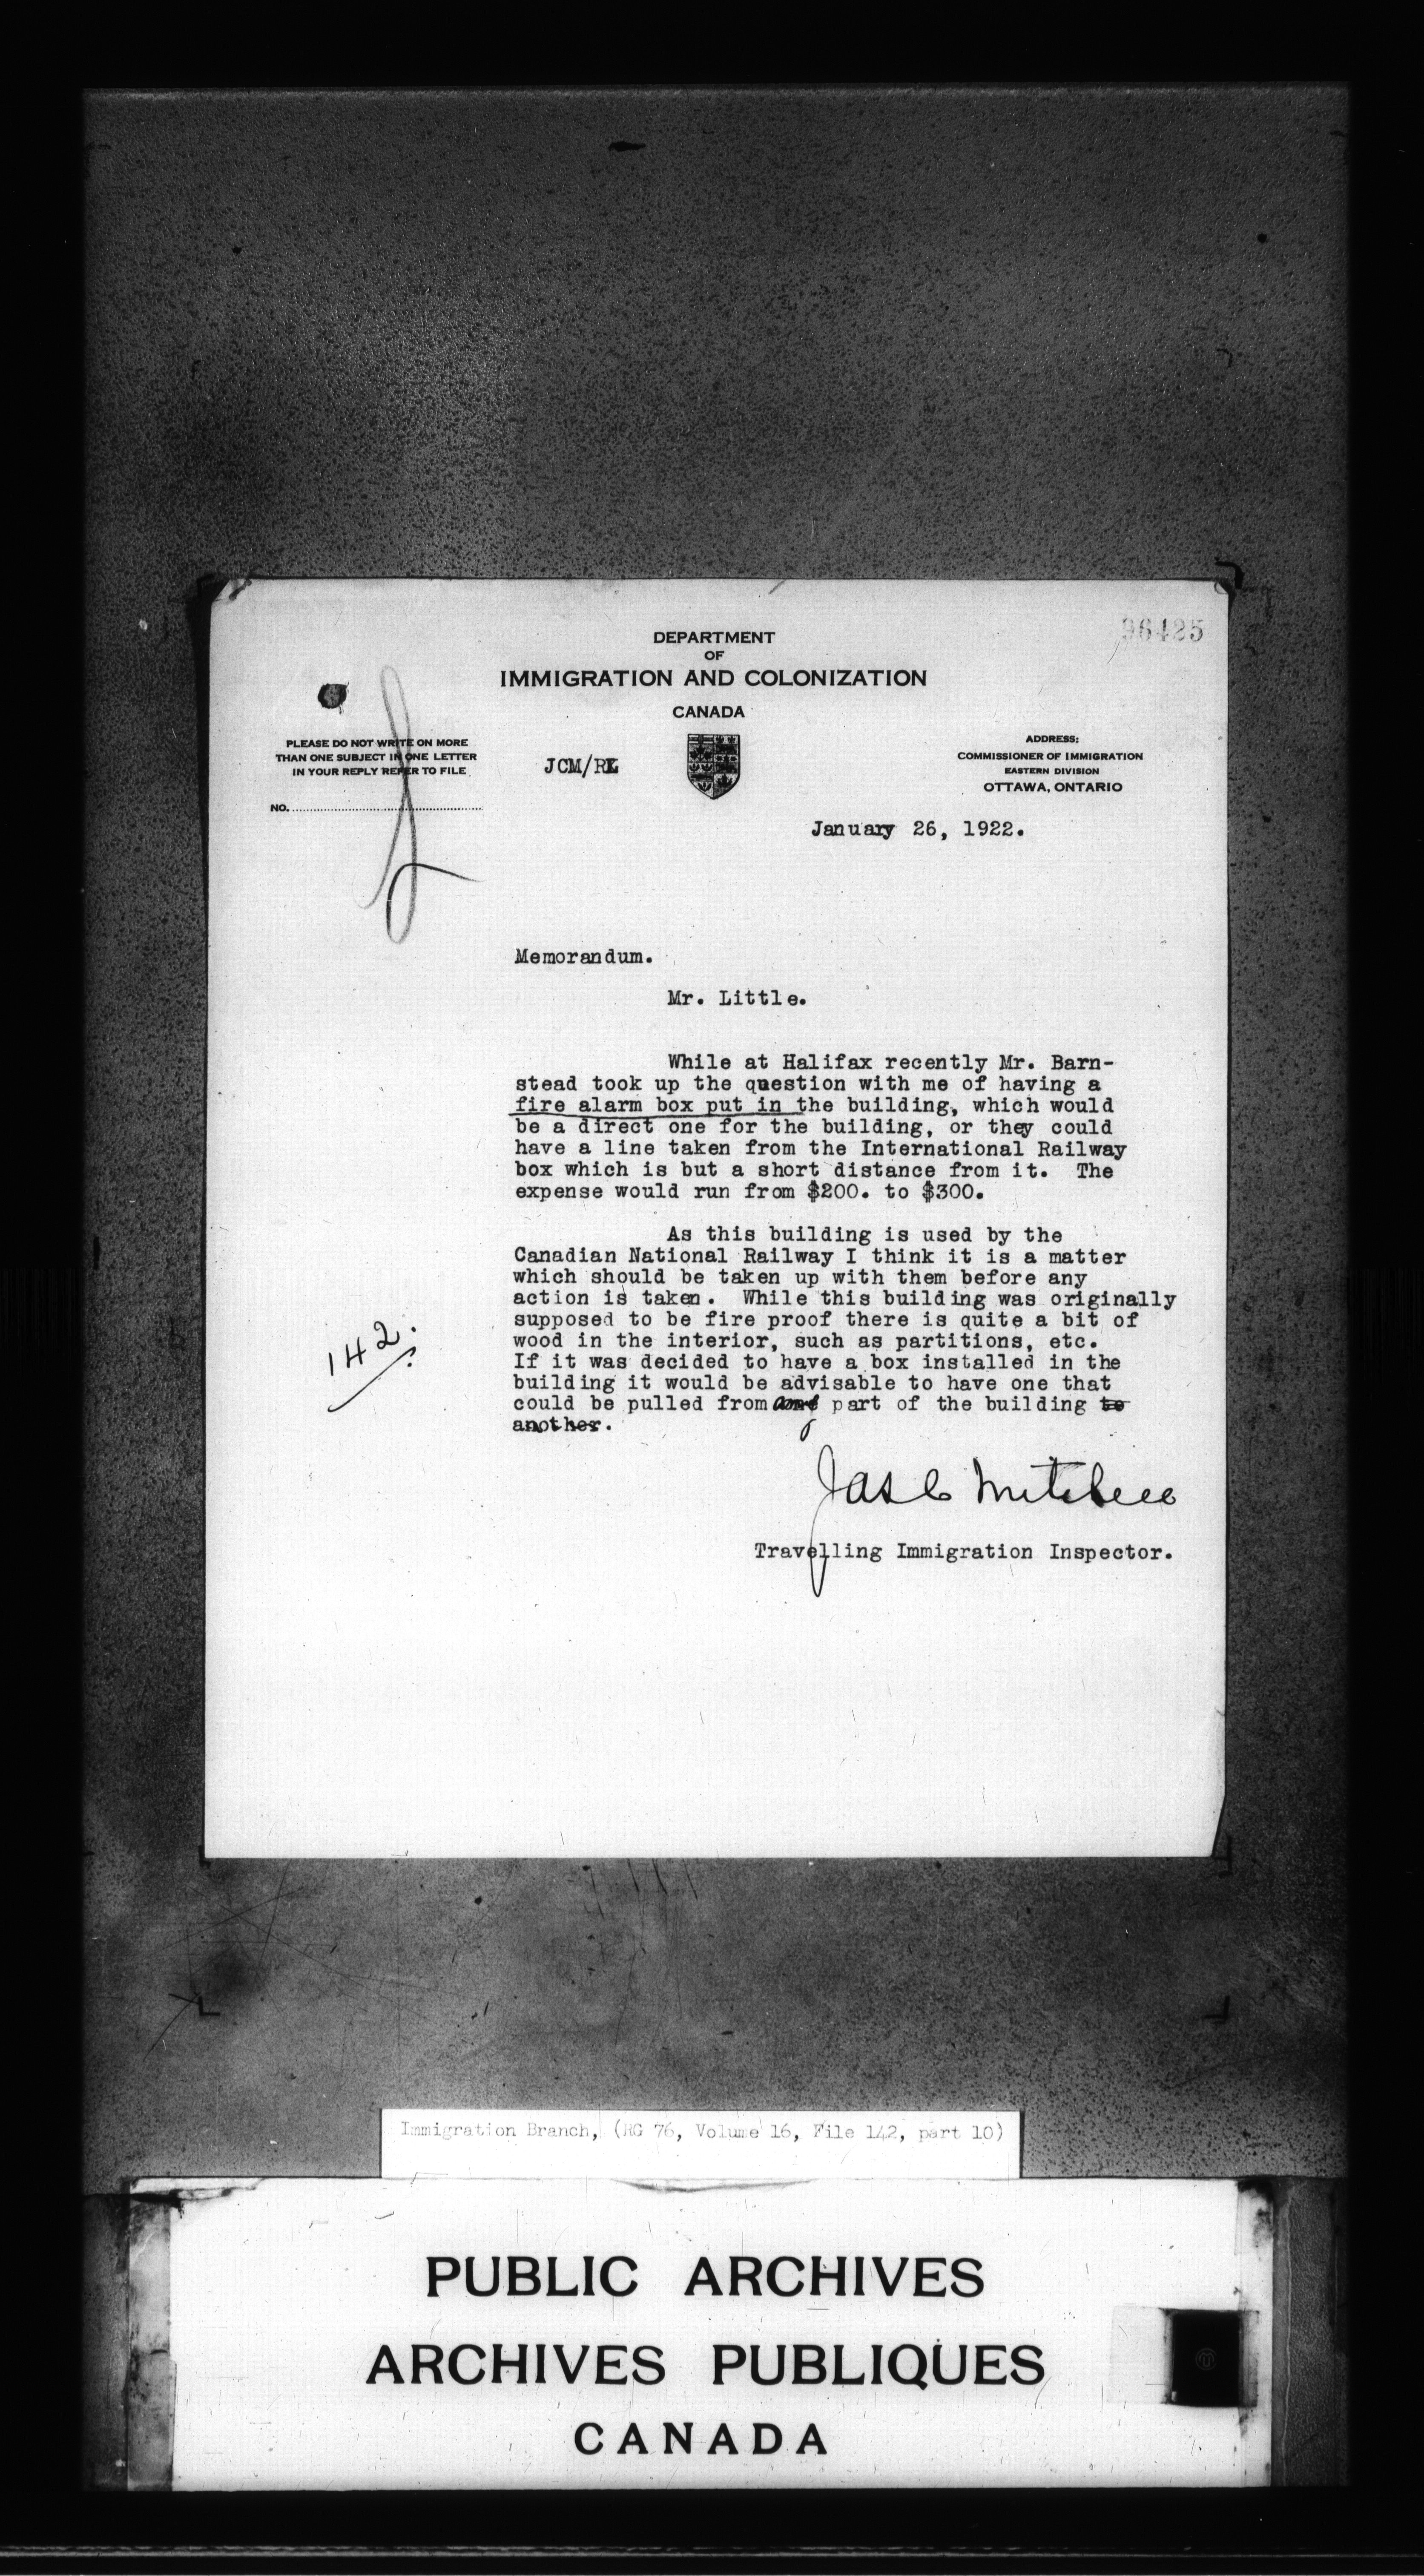 96425
DEPARTMENT
OF
IMMIGRATION AND COLONIZATION
CANADA
PLEASE DO NOT WRITE ON MORE
THAN ONE SUBJECT IN ONE LETTER
IN YOUR REPLY REFER TO FILE
NO.
JCM/RL
ADDRESS:
COMMISSIONER OF IMMIGRATION
EASTERN DIVISION
OTTAWA, ONTARIO
January 26, 1922.
Memorandum.
Mr. Little.
While at Halifax recently Mr. Barn-
stead took up the question with me of having a
fire alarm box put in the building, which would
be a direct one for the building, or they could
have a line taken from the International Railway
box which is but a short distance from it. The
expense would run from $200. to $300.
As this building is used by the
Canadian National Railway I think it is a matter
which should be taken up with them before any
action is taken. While this building was originally
supposed to be fire proof there is quite a bit of
wood in the interior, such as partitions, etc.
If it was decided to have a box installed in the
building it would be advisable to have one that
could be pulled from any part of the building to
another.
142.
Jas C Mitchell
Travelling Immigration Inspector.
Immigration Branch, (RG 76, Volume 16, File 142, part 10)
PUBLIC ARCHIVES
ARCHIVES PUBLIQUES
CANADA